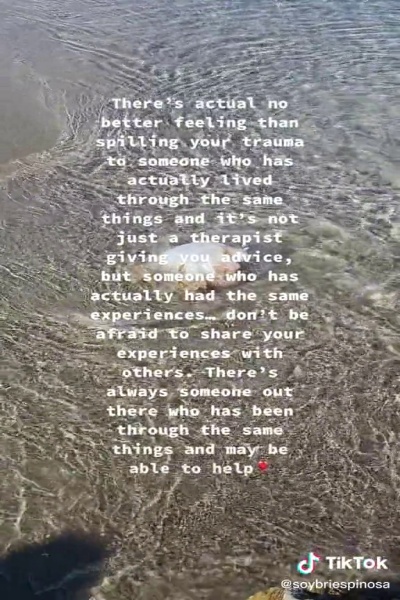 There's actual no
better feeling than
spilling your trauma
to someone who has
actually lived
through the same
things and it's not
just a therapist
giving you advice,
but someone who has
actually had the same
experiences… don't be
afraid to share your
experiences with
others. There's
always someone out
there who has been
through the same
things and may be
able to help❣️
TikTok
@soybriespinosa